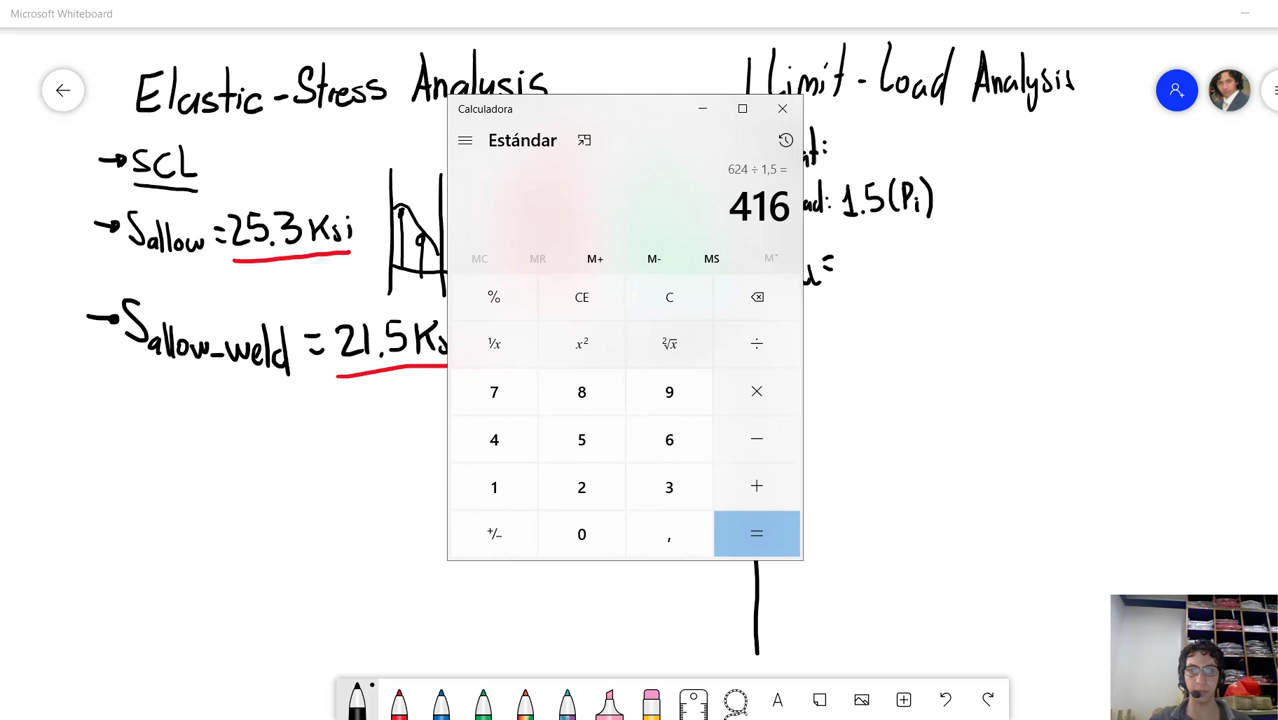 Microsoft Whiteboard
Elastic-Stress Analysis
→ SCL
→ Sallow = 25.3 Ksi
→ Sallow-weld = 21.5 Ks
Limit-Load Analysis
t:
ad: 1.5(Pi)
=
Calculadora
Estándar
624 ÷ 1,5 =
416
MC MR M+ M- MS M˅
% CE C
¹/x x² ²√x ÷
7 8 9 ×
4 5 6 −
1 2 3 +
+/− 0 , =
A